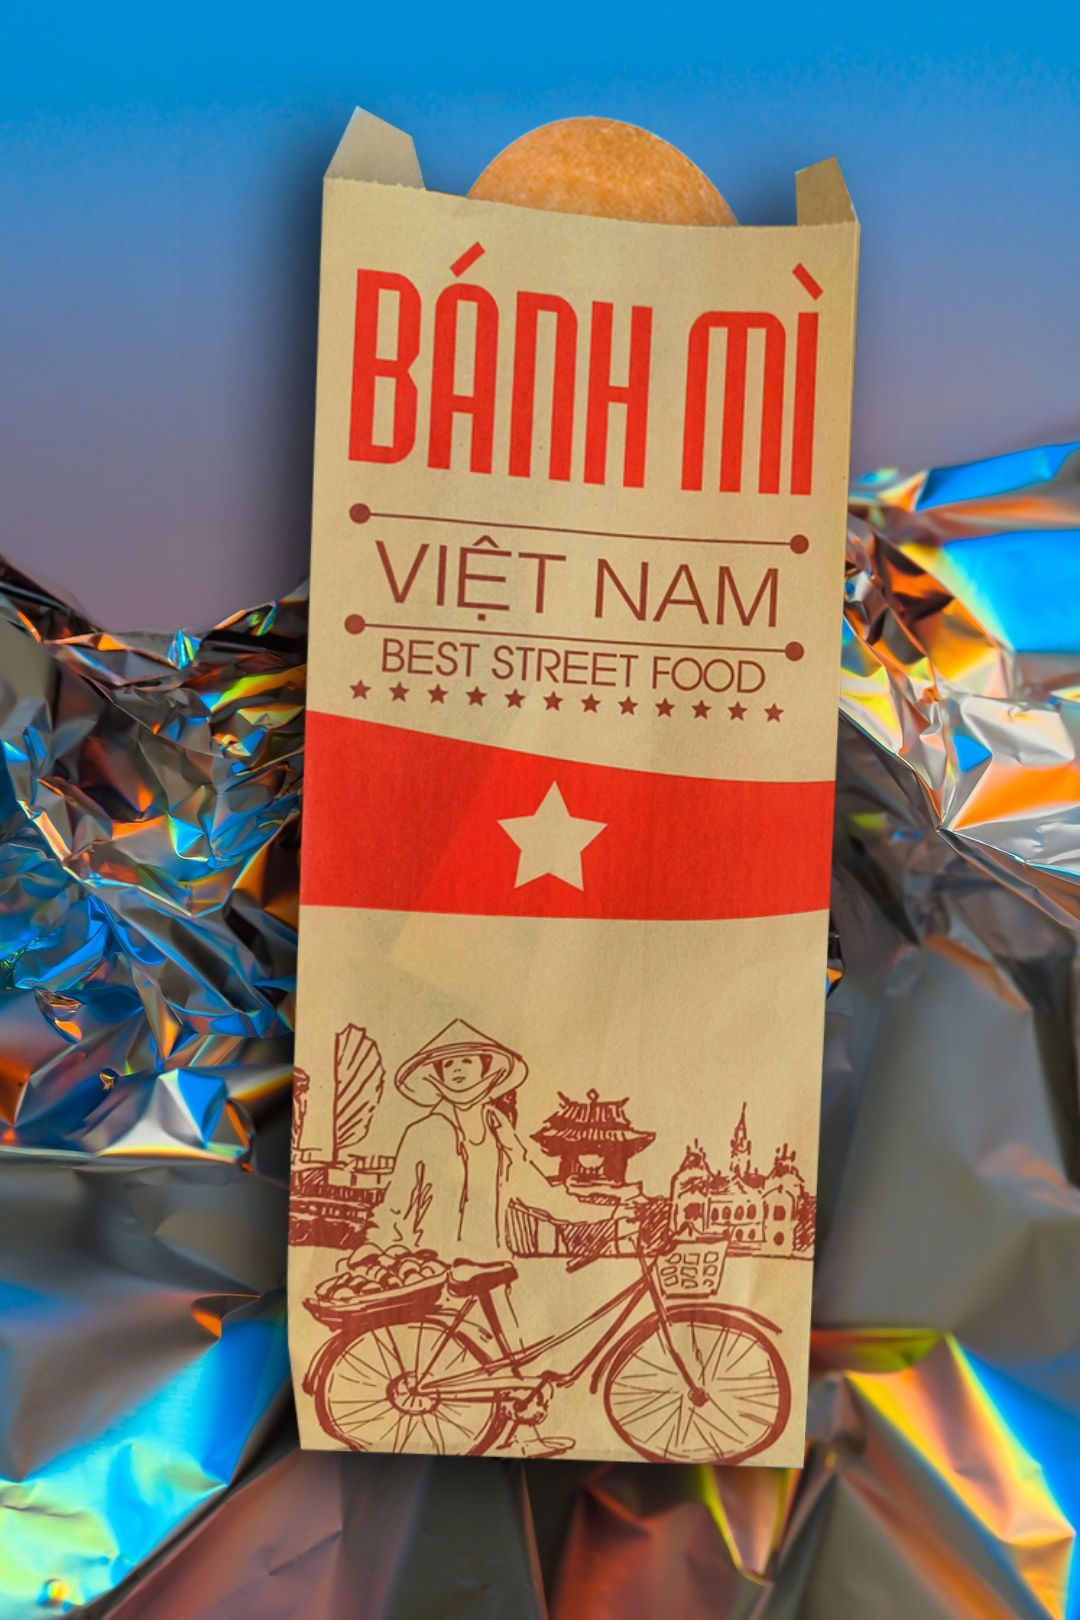 BÁNH MÌ
VIỆT NAM
BEST STREET FOOD